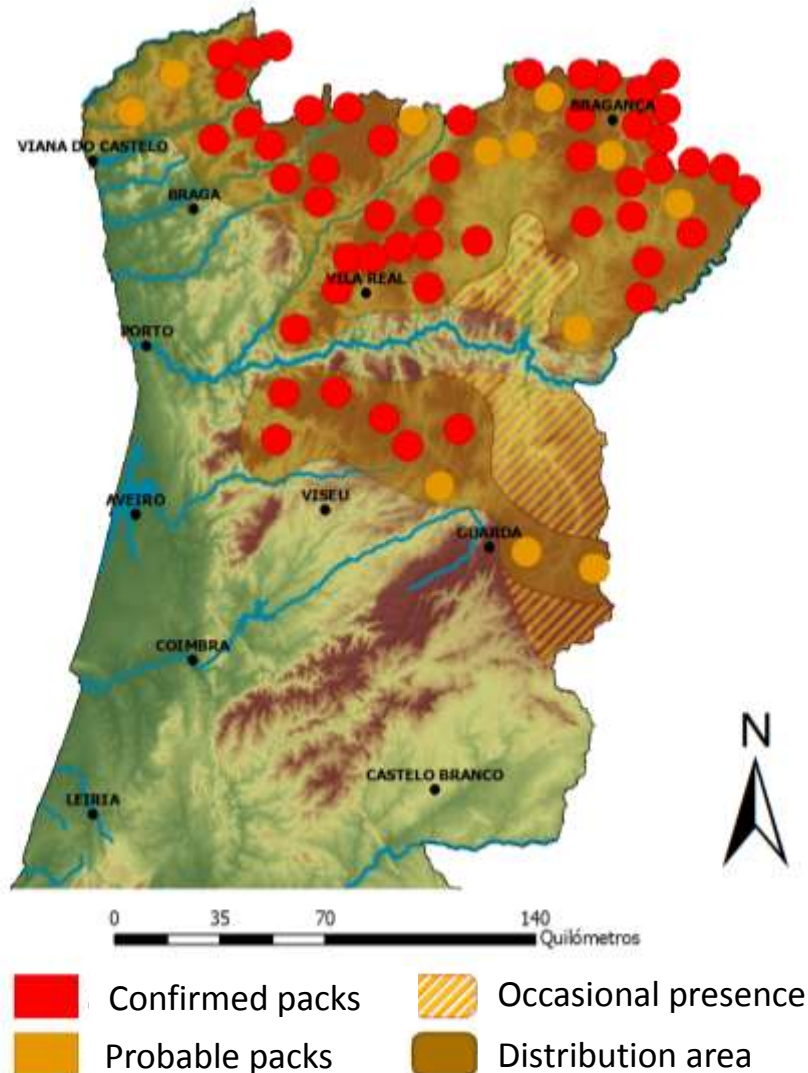 BRAGANÇA
VIANA DO CASTELO
BRAGA
VILA REAL
PORTO
AVEIRO
VISEU
GUARDA
COIMBRA
N
CASTELO BRANCO
LEIRIA
0 35 70 140
Quilómetros
Confirmed packs
Occasional presence
Probable packs
Distribution area